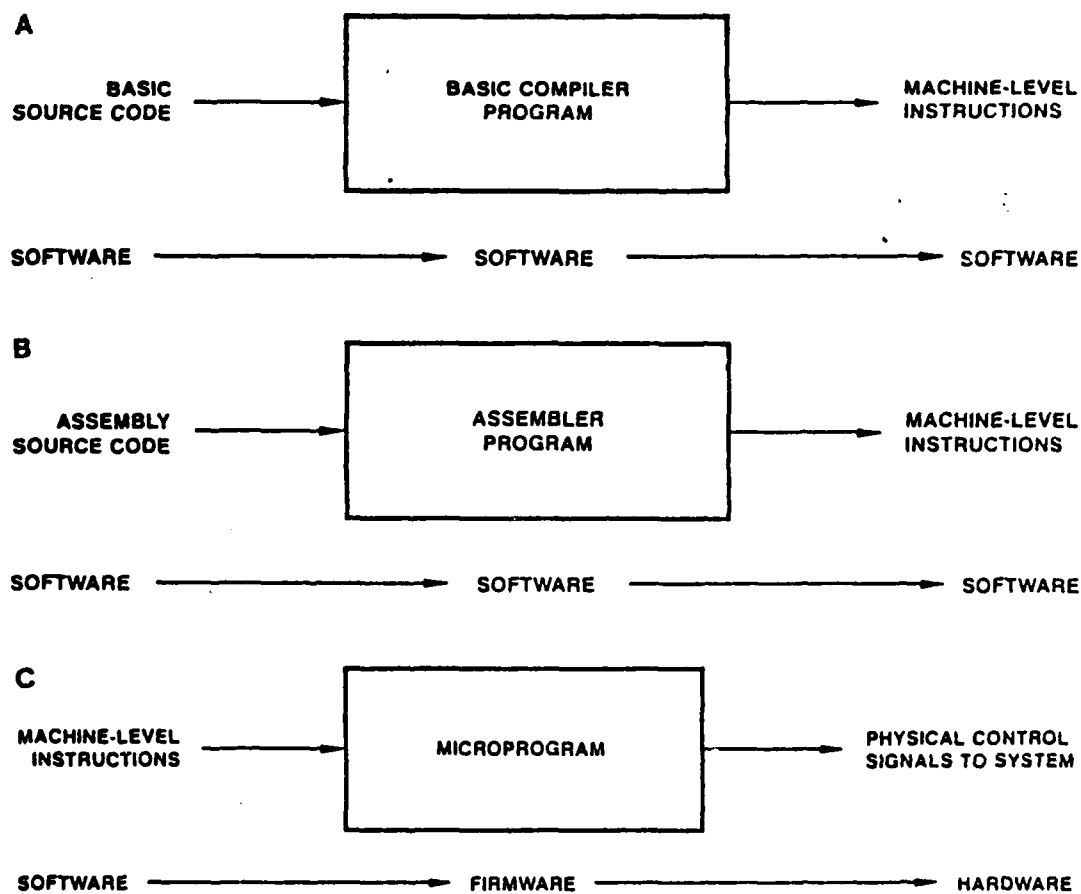 A
BASIC
SOURCE CODE
BASIC COMPILER
PROGRAM
MACHINE-LEVEL
INSTRUCTIONS
SOFTWARE
SOFTWARE
SOFTWARE
B
ASSEMBLY
SOURCE CODE
ASSEMBLER
PROGRAM
MACHINE-LEVEL
INSTRUCTIONS
SOFTWARE
SOFTWARE
SOFTWARE
C
MACHINE-LEVEL
INSTRUCTIONS
MICROPROGRAM
PHYSICAL CONTROL
SIGNALS TO SYSTEM
SOFTWARE
FIRMWARE
HARDWARE